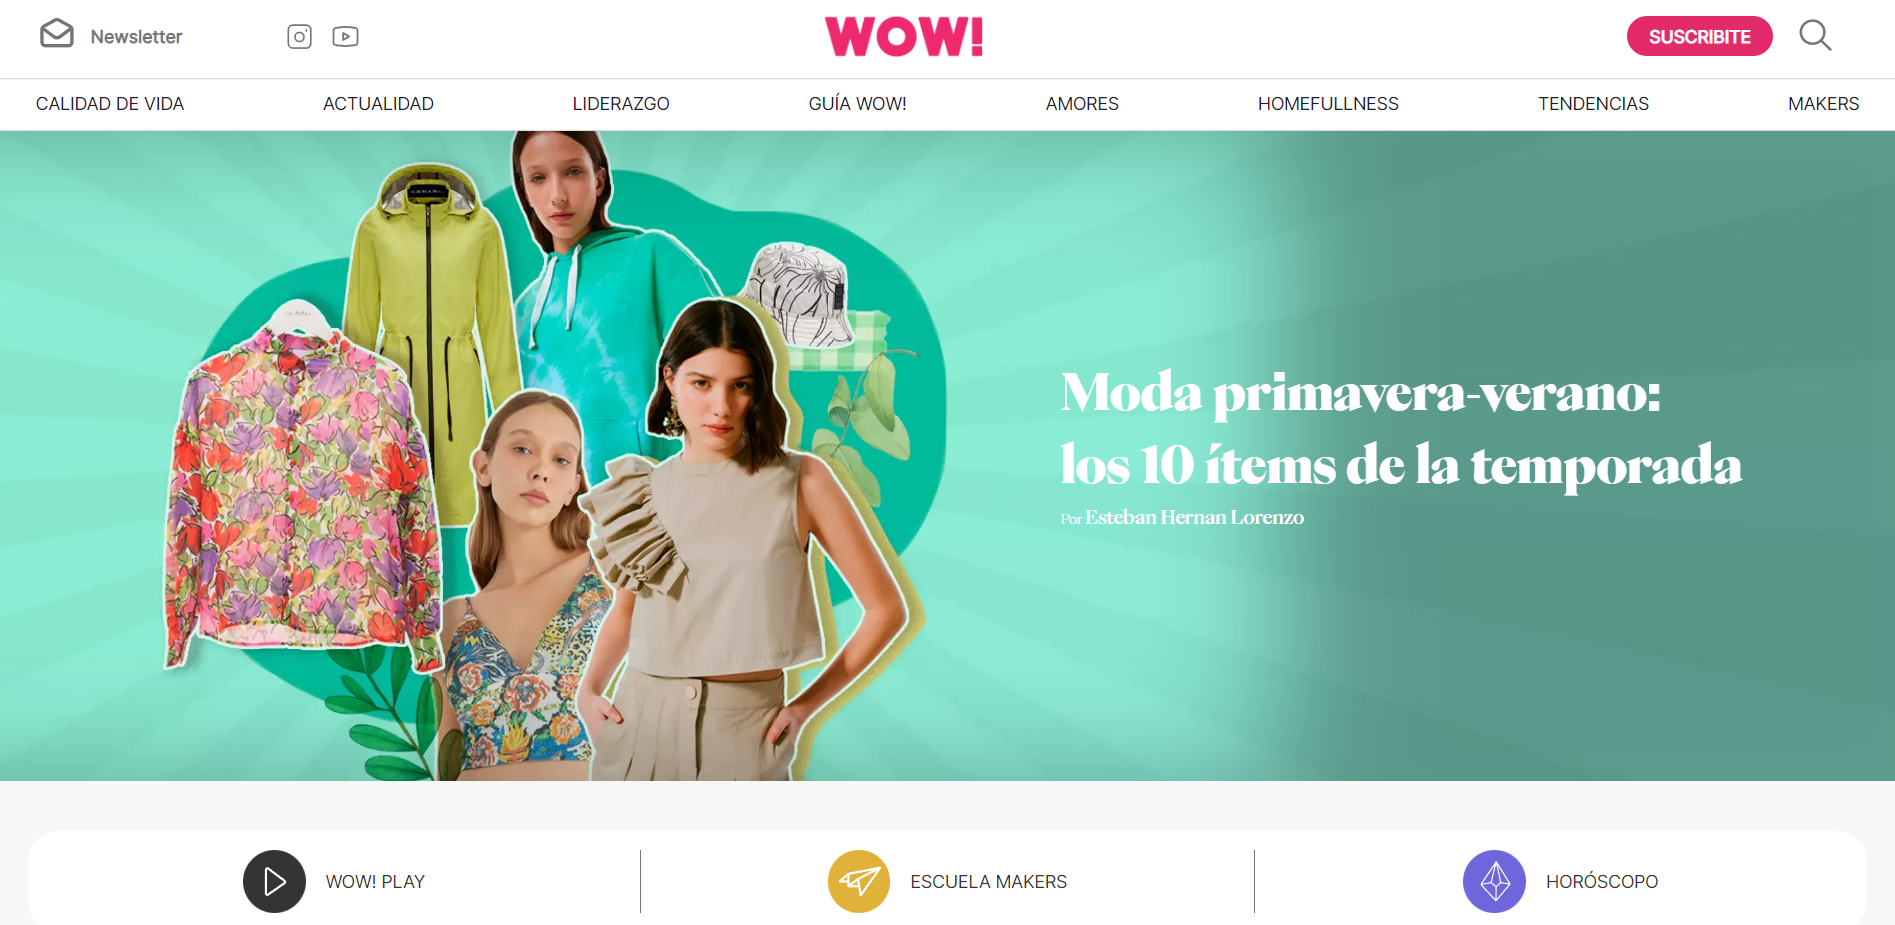 Newsletter
WOW!
SUSCRIBITE
CALIDAD DE VIDA
ACTUALIDAD
LIDERAZGO
GUÍA WOW!
AMORES
HOMEFULLNESS
TENDENCIAS
MAKERS
Moda primavera-verano:
los 10 ítems de la temporada
Por Esteban Hernan Lorenzo
WOW! PLAY
ESCUELA MAKERS
HORÓSCOPO